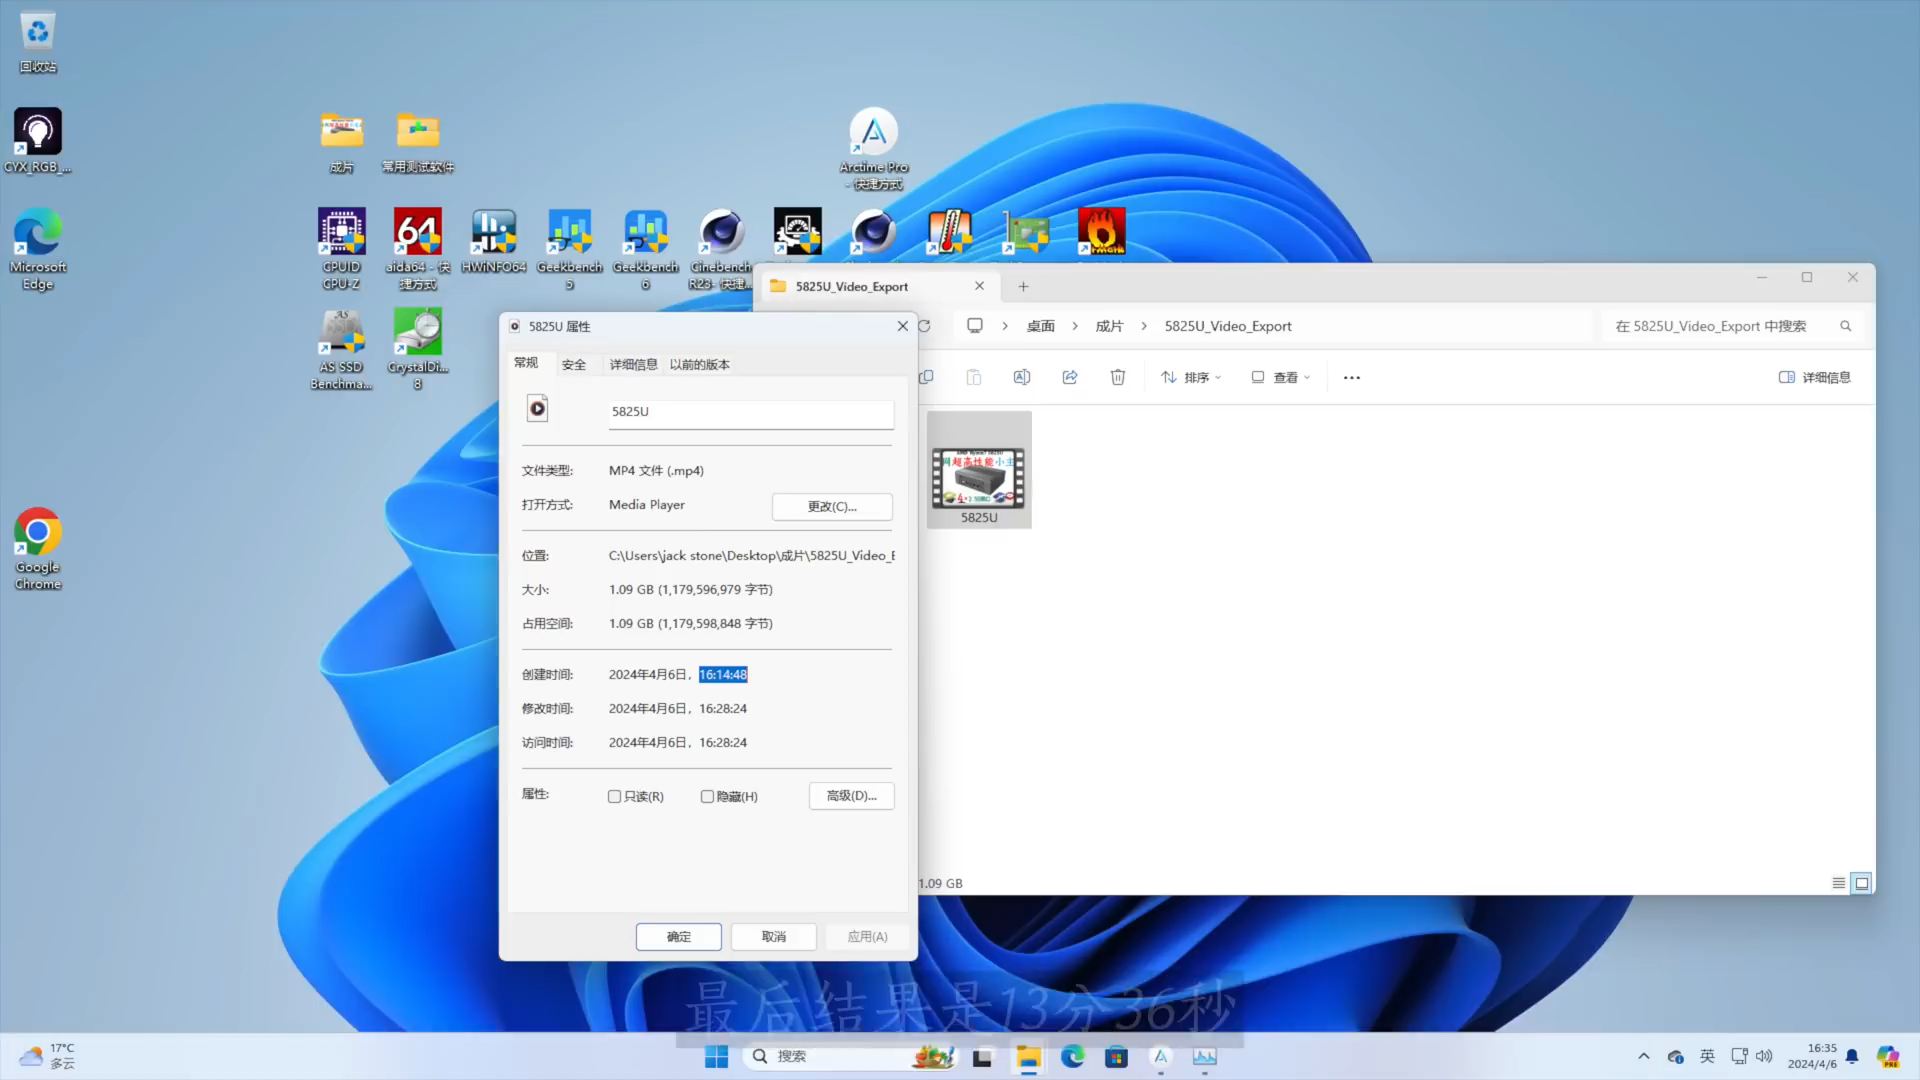 回收站
CYX_RGB_...
Microsoft
Edge
Google
Chrome
成片
常用测试软件
Arctime Pro
- 快捷方式
CPUID
CPU-Z
64
aida64 - 快
捷方式
HWiNFO64
Geekbench
5
Geekbench
6
Cinebench
R23- 快捷...
AS SSD
Benchma...
CrystalDi...
8
5825U_Video_Export
桌面
成片
5825U_Video_Export
在 5825U_Video_Export 中搜索
排序
查看
详细信息
超高性能小主
5825U
1.09 GB
5825U 属性
常规
安全
详细信息
以前的版本
5825U
文件类型:
MP4 文件 (.mp4)
打开方式:
Media Player
更改(C)...
位置:
C:\Users\jack stone\Desktop\成片\5825U_Video_E
大小:
1.09 GB (1,179,596,979 字节)
占用空间:
1.09 GB (1,179,598,848 字节)
创建时间:
2024年4月6日，16:14:48
修改时间:
2024年4月6日，16:28:24
访问时间:
2024年4月6日，16:28:24
属性:
只读(R)
隐藏(H)
高级(D)...
确定
取消
应用(A)
最后结果是13分36秒
17°C
多云
搜索
英
16:35
2024/4/6
PRE